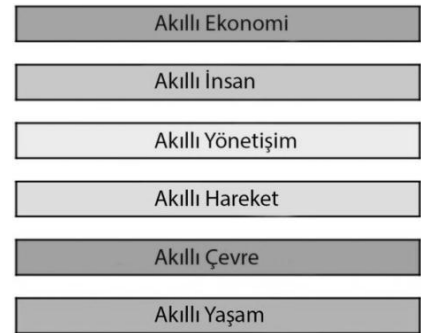 Akıllı Ekonomi
Akıllı İnsan
Akıllı Yönetişim
Akıllı Hareket
Akıllı Çevre
Akıllı Yaşam